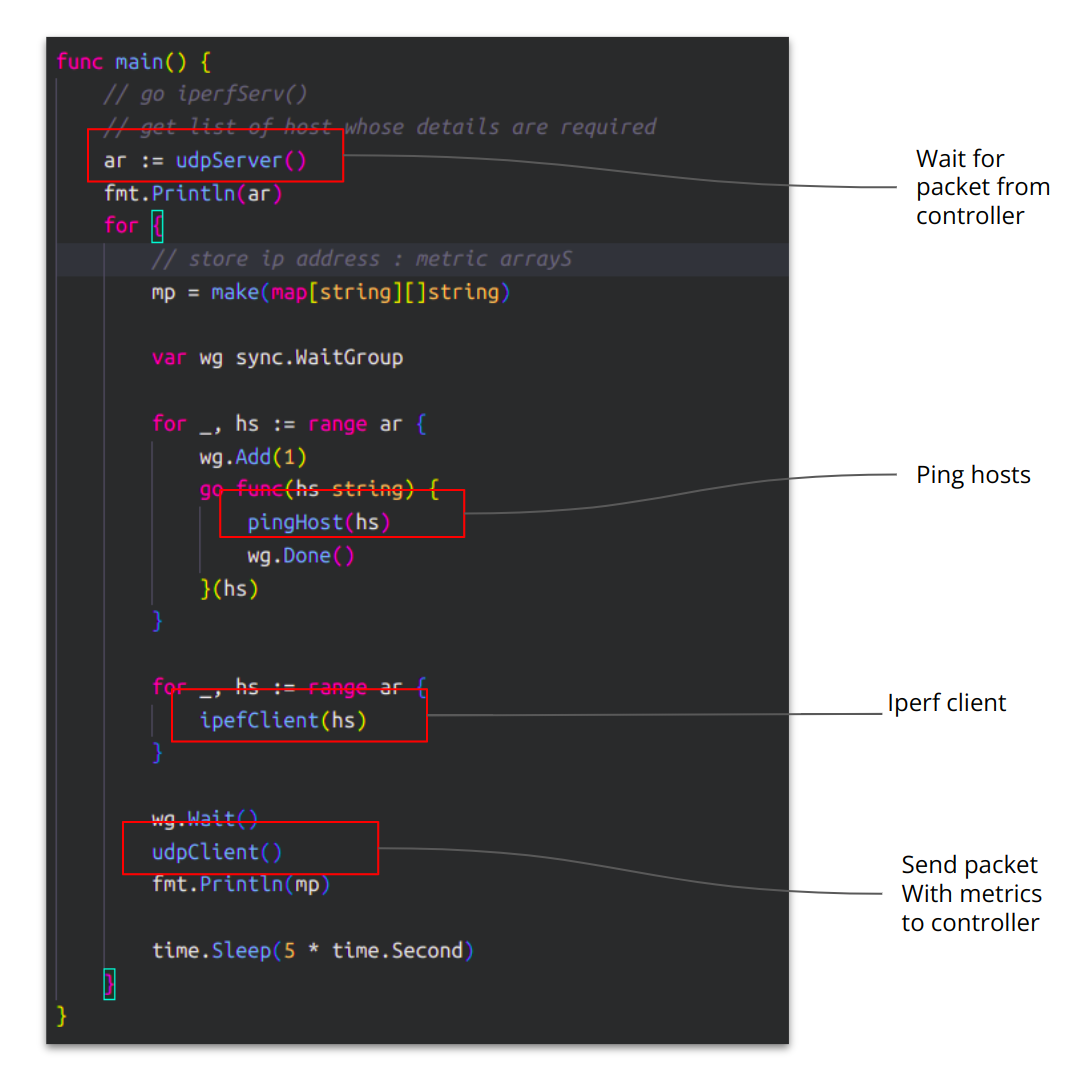 func main() {
// go iperfServ()
// get list of host whose details are required
ar := udpServer()
fmt.Println(ar)
for {
// store ip address : metric arrayS
mp = make(map[string][]string)
var wg sync.WaitGroup
for _, hs := range ar {
wg.Add(1)
go func(hs string) {
pingHost(hs)
wg.Done()
}(hs)
}
for _, hs := range ar {
ipefClient(hs)
}
wg.Wait()
udpClient()
fmt.Println(mp)
time.Sleep(5 * time.Second)
}
}
Wait for
packet from
controller
Ping hosts
Iperf client
Send packet
With metrics
to controller